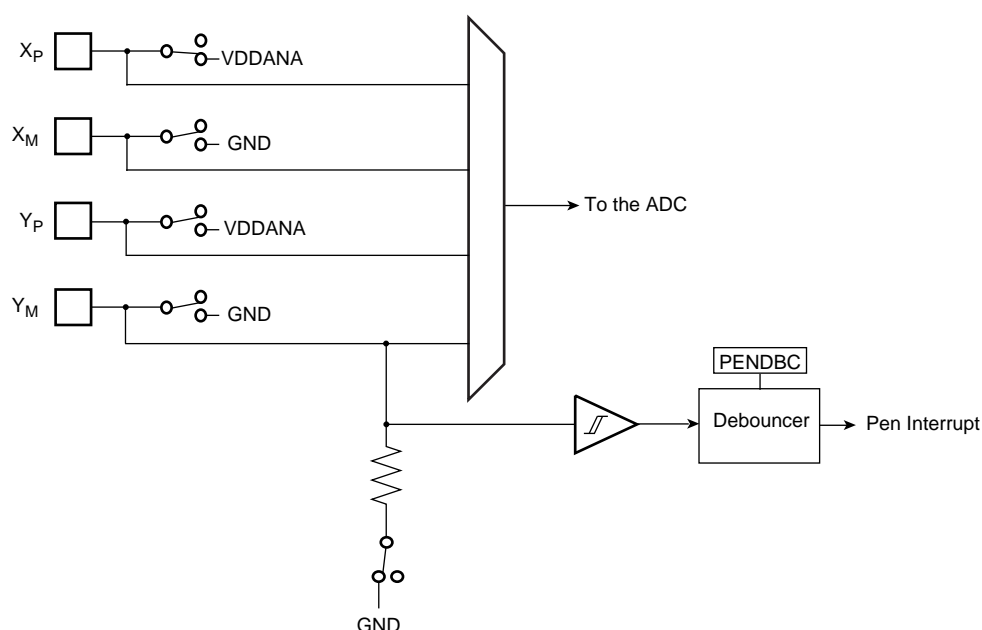 XP
VDDANA
XM
GND
To the ADC
YP
VDDANA
YM
GND
PENDBC
Debouncer
Pen Interrupt
GND